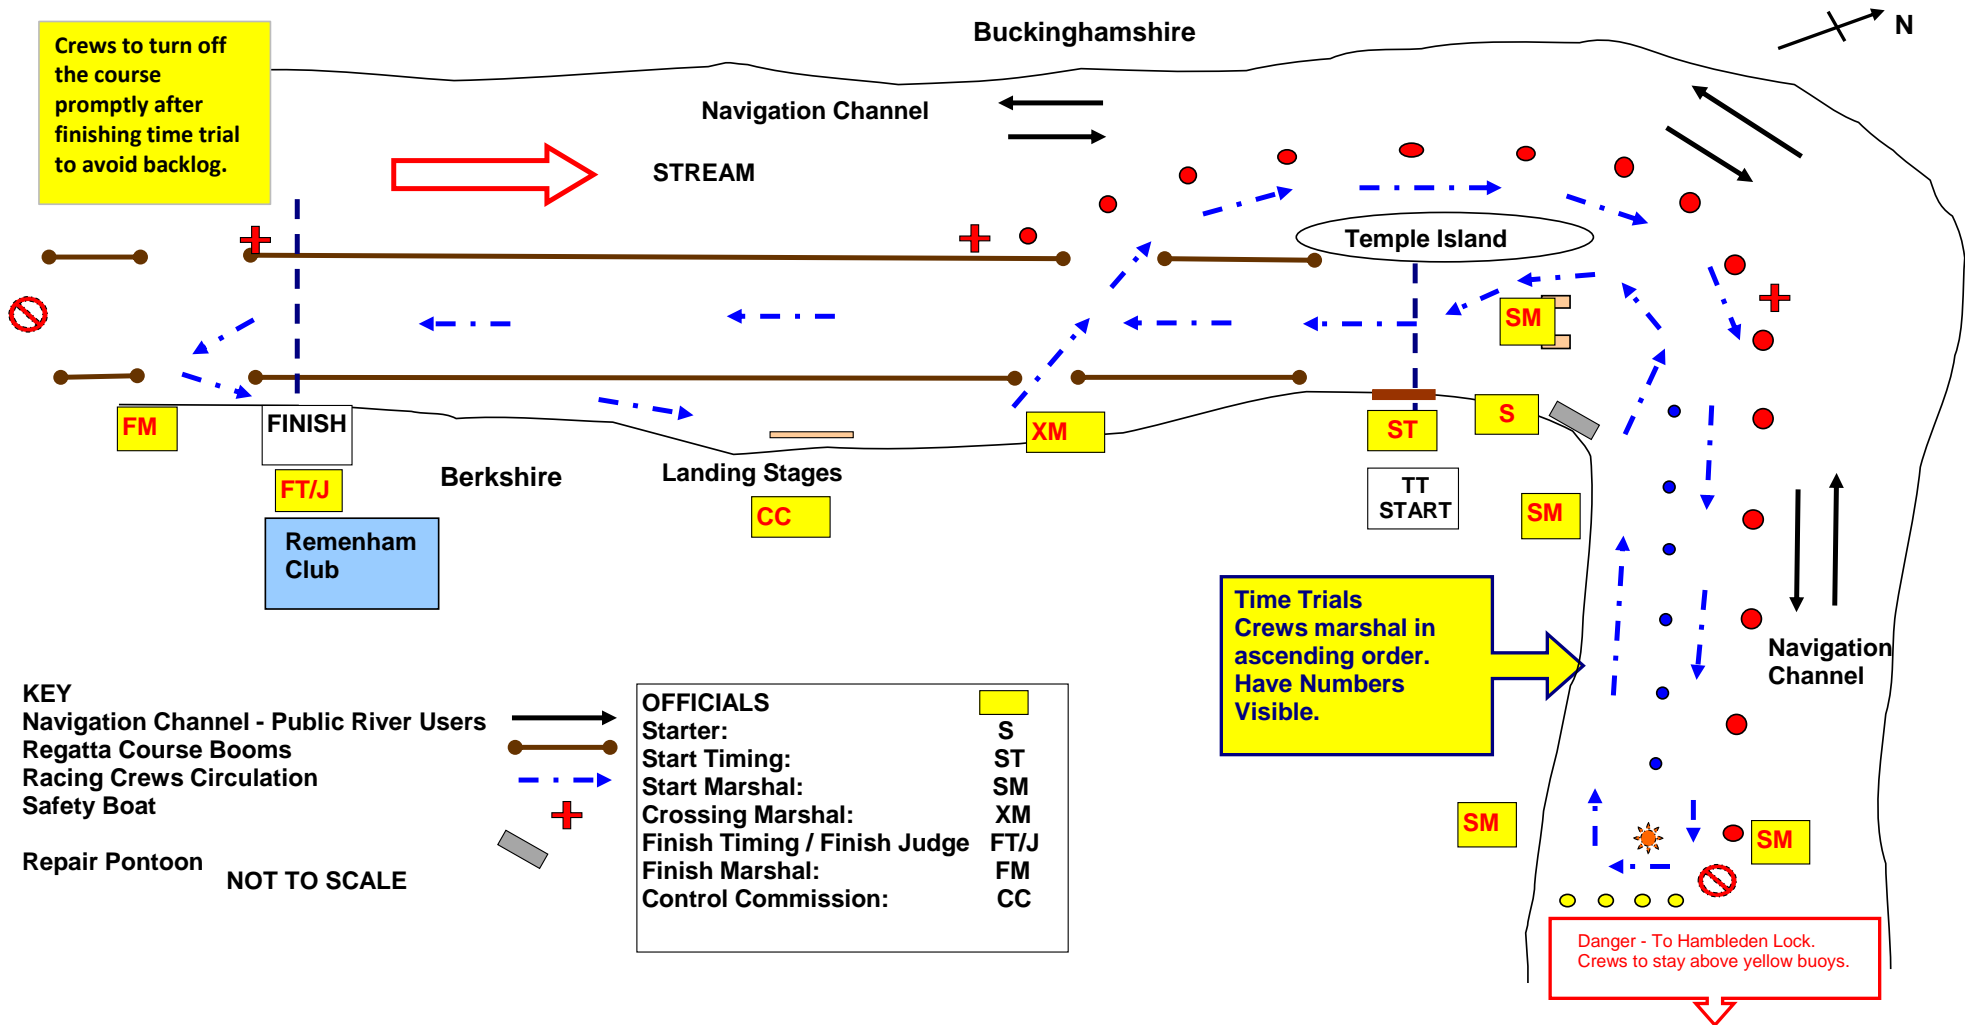 Buckinghamshire
N
Crews to turn off
the course
promptly after
finishing time trial
to avoid backlog.
Navigation Channel
STREAM
Temple Island
SM
FM
FINISH
XM
ST
S
FT/J
Berkshire
Landing Stages
CC
TT
START
SM
Remenham
Club
Time Trials
Crews marshal in
ascending order.
Have Numbers
Visible.
Navigation
Channel
SM
SM
KEY
Navigation Channel - Public River Users
Regatta Course Booms
Racing Crews Circulation
Safety Boat
Repair Pontoon
NOT TO SCALE
OFFICIALS
Starter: S
Start Timing: ST
Start Marshal: SM
Crossing Marshal: XM
Finish Timing / Finish Judge FT/J
Finish Marshal: FM
Control Commission: CC
Danger - To Hambleden Lock.
Crews to stay above yellow buoys.